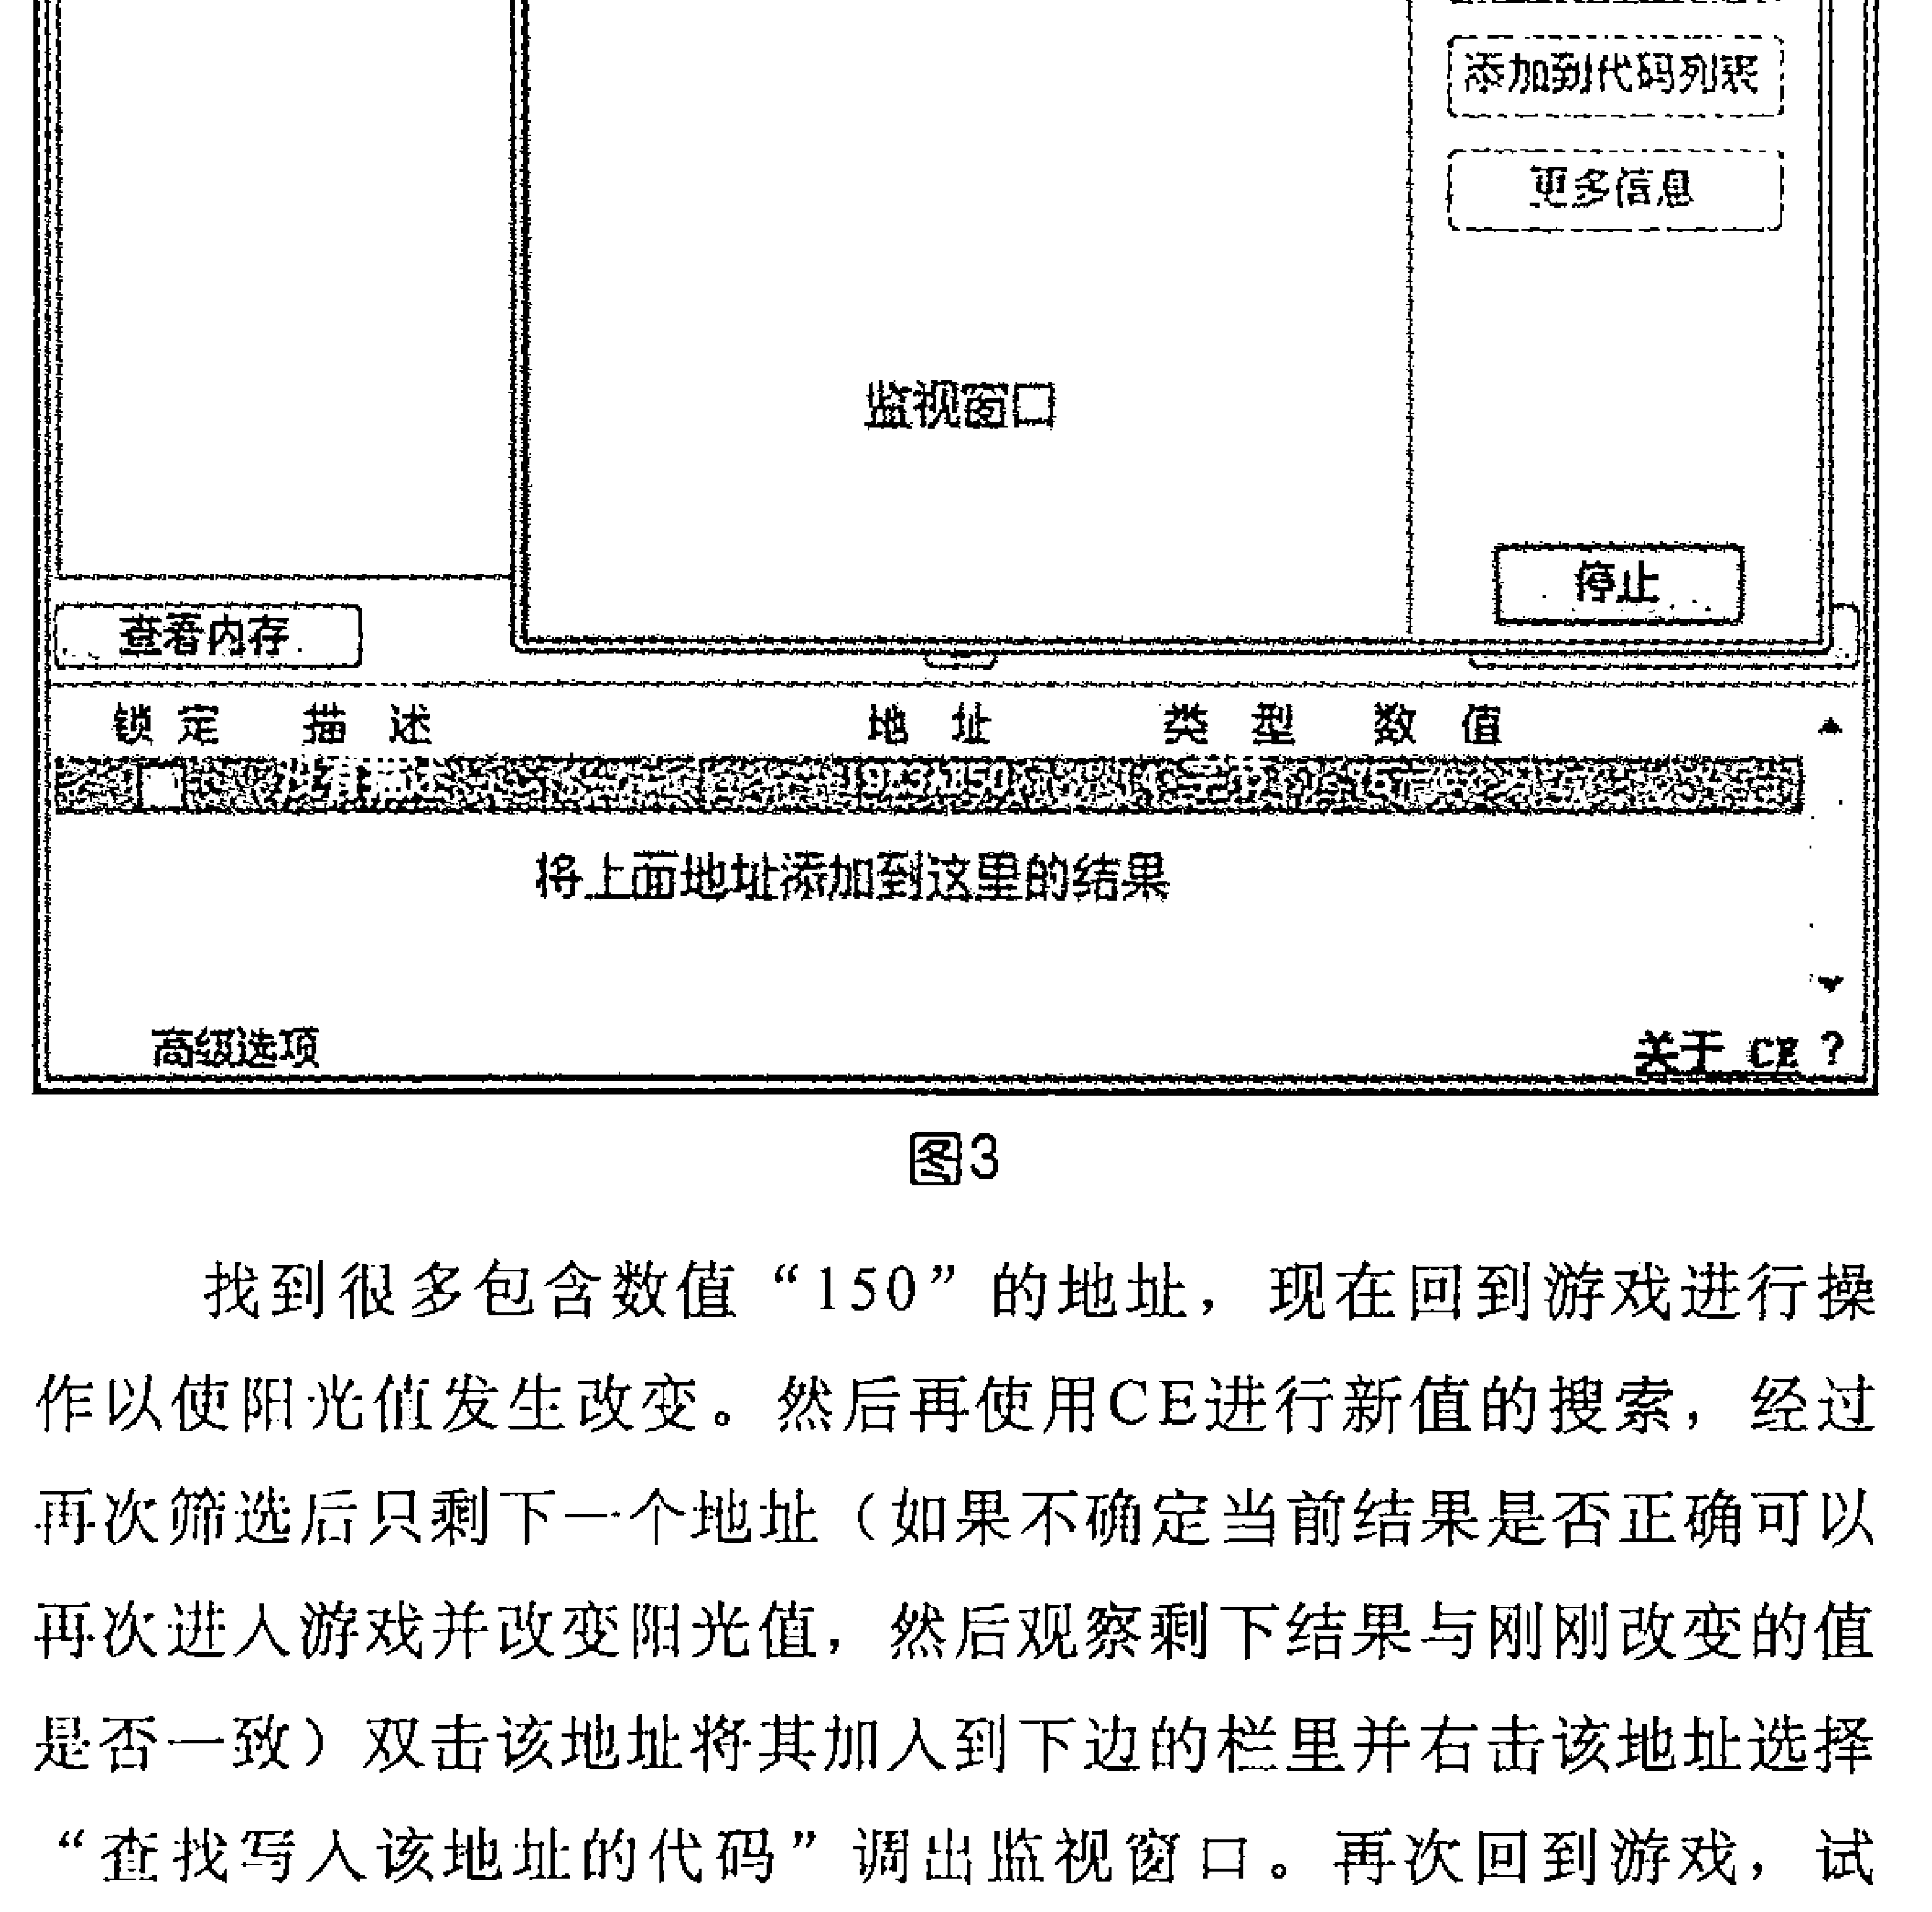 添加到代码列表
更多信息
监视窗口
停止
查看内存
锁定 描述 地址 类型 数值
没有描述
将上面地址添加到这里的结果
高级选项 关于 CE ?
图3
找到很多包含数值“150”的地址，现在回到游戏进行操
作以使阳光值发生改变。然后再使用CE进行新值的搜索，经过
再次筛选后只剩下一个地址（如果不确定当前结果是否正确可以
再次进入游戏并改变阳光值，然后观察剩下结果与刚刚改变的值
是否一致）双击该地址将其加入到下边的栏里并右击该地址选择
“查找写入该地址的代码”调出监视窗口。再次回到游戏，试